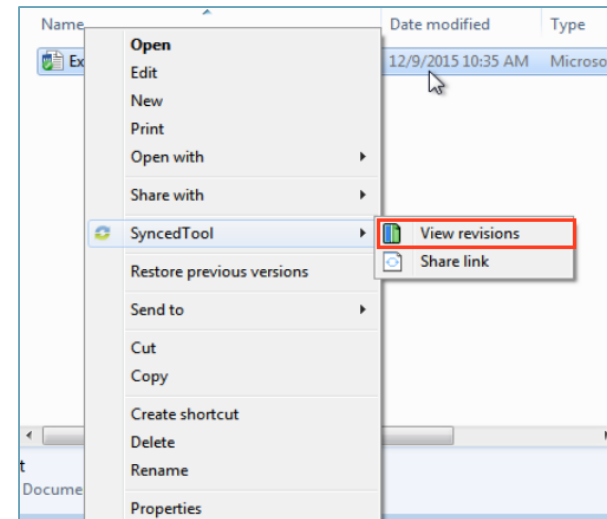 Name Date modified Type
Ex 12/9/2015 10:35 AM Microso
Open
Edit
New
Print
Open with
Share with
SyncedTool
View revisions
Share link
Restore previous versions
Send to
Cut
Copy
Create shortcut
Delete
Rename
Properties
t
Docume